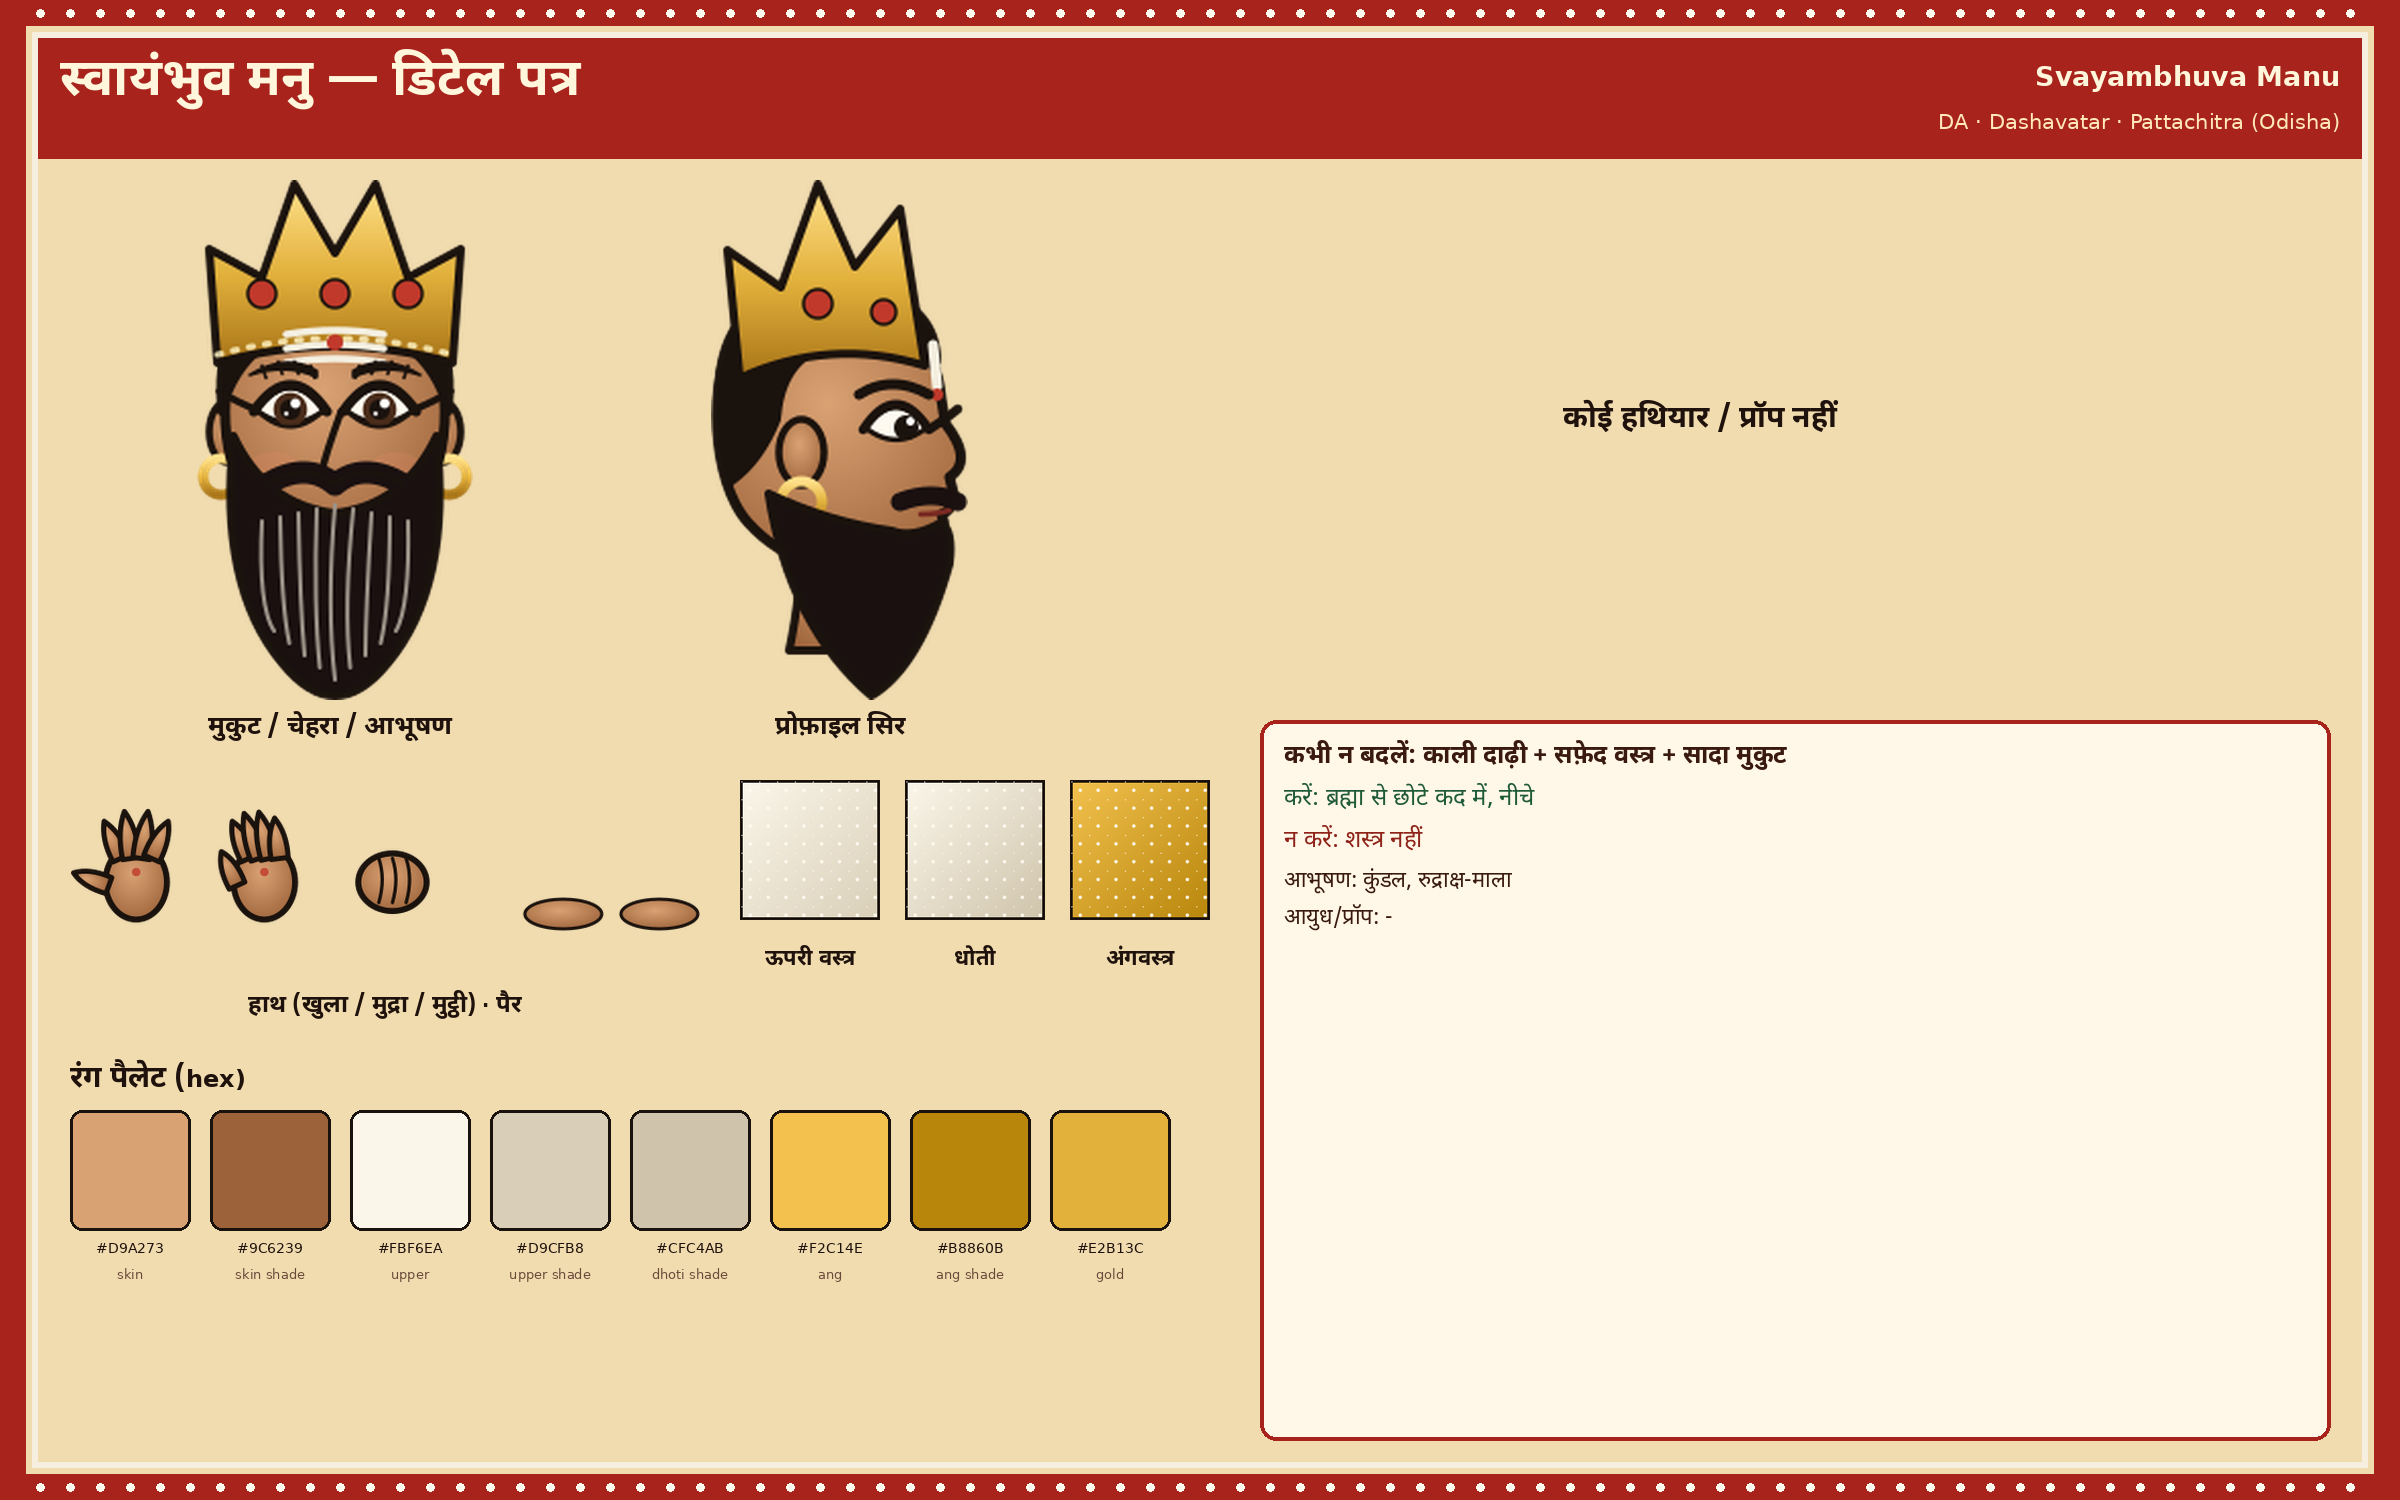 स्वायंभुव मनु — डिटेल पत्र
Svayambhuva Manu
DA · Dashavatar · Pattachitra (Odisha)
कोई हथियार / प्रॉप नहीं
मुकुट / चेहरा / आभूषण
प्रोफ़ाइल सिर
कभी न बदलें: काली दाढ़ी + सफ़ेद वस्त्र + सादा मुकुट
करें: ब्रह्मा से छोटे कद में, नीचे
न करें: शस्त्र नहीं
आभूषण: कुंडल, रुद्राक्ष-माला
आयुध/प्रॉप: -
ऊपरी वस्त्र
धोती
अंगवस्त्र
हाथ (खुला / मुद्रा / मुट्ठी) · पैर
रंग पैलेट (hex)
#D9A273
#9C6239
#FBF6EA
#D9CFB8
#CFC4AB
#F2C14E
#B8860B
#E2B13C
skin
skin shade
upper
upper shade
dhoti shade
ang
ang shade
gold